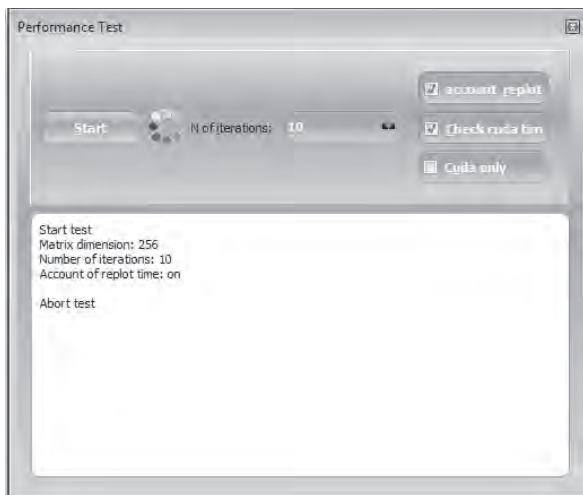 Performance Test
account replot
Start
N of iterations:
10
Check cuda tim
Cuda only
Start test
Matrix dimension: 256
Number of iterations: 10
Account of replot time: on
Abort test